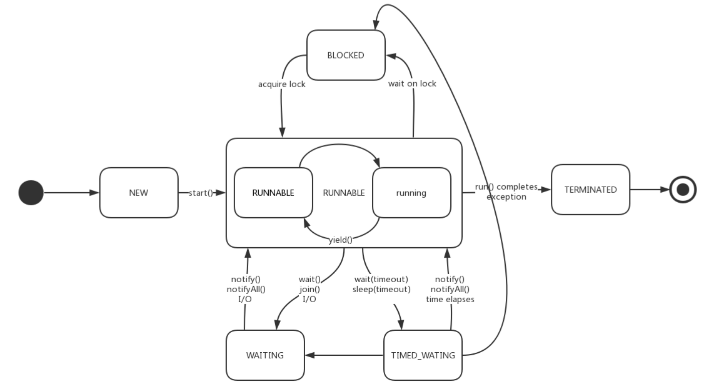 BLOCKED
acquire lock
wait on lock
NEW
start()
RUNNABLE
RUNNABLE
running
yield()
run() completes
exception
TERMINATED
notify()
notifyAll()
I/O
wait()
join()
I/O
wait(timeout)
sleep(timeout)
notify()
notifyAll()
time elapses
WAITING
TIMED_WATING